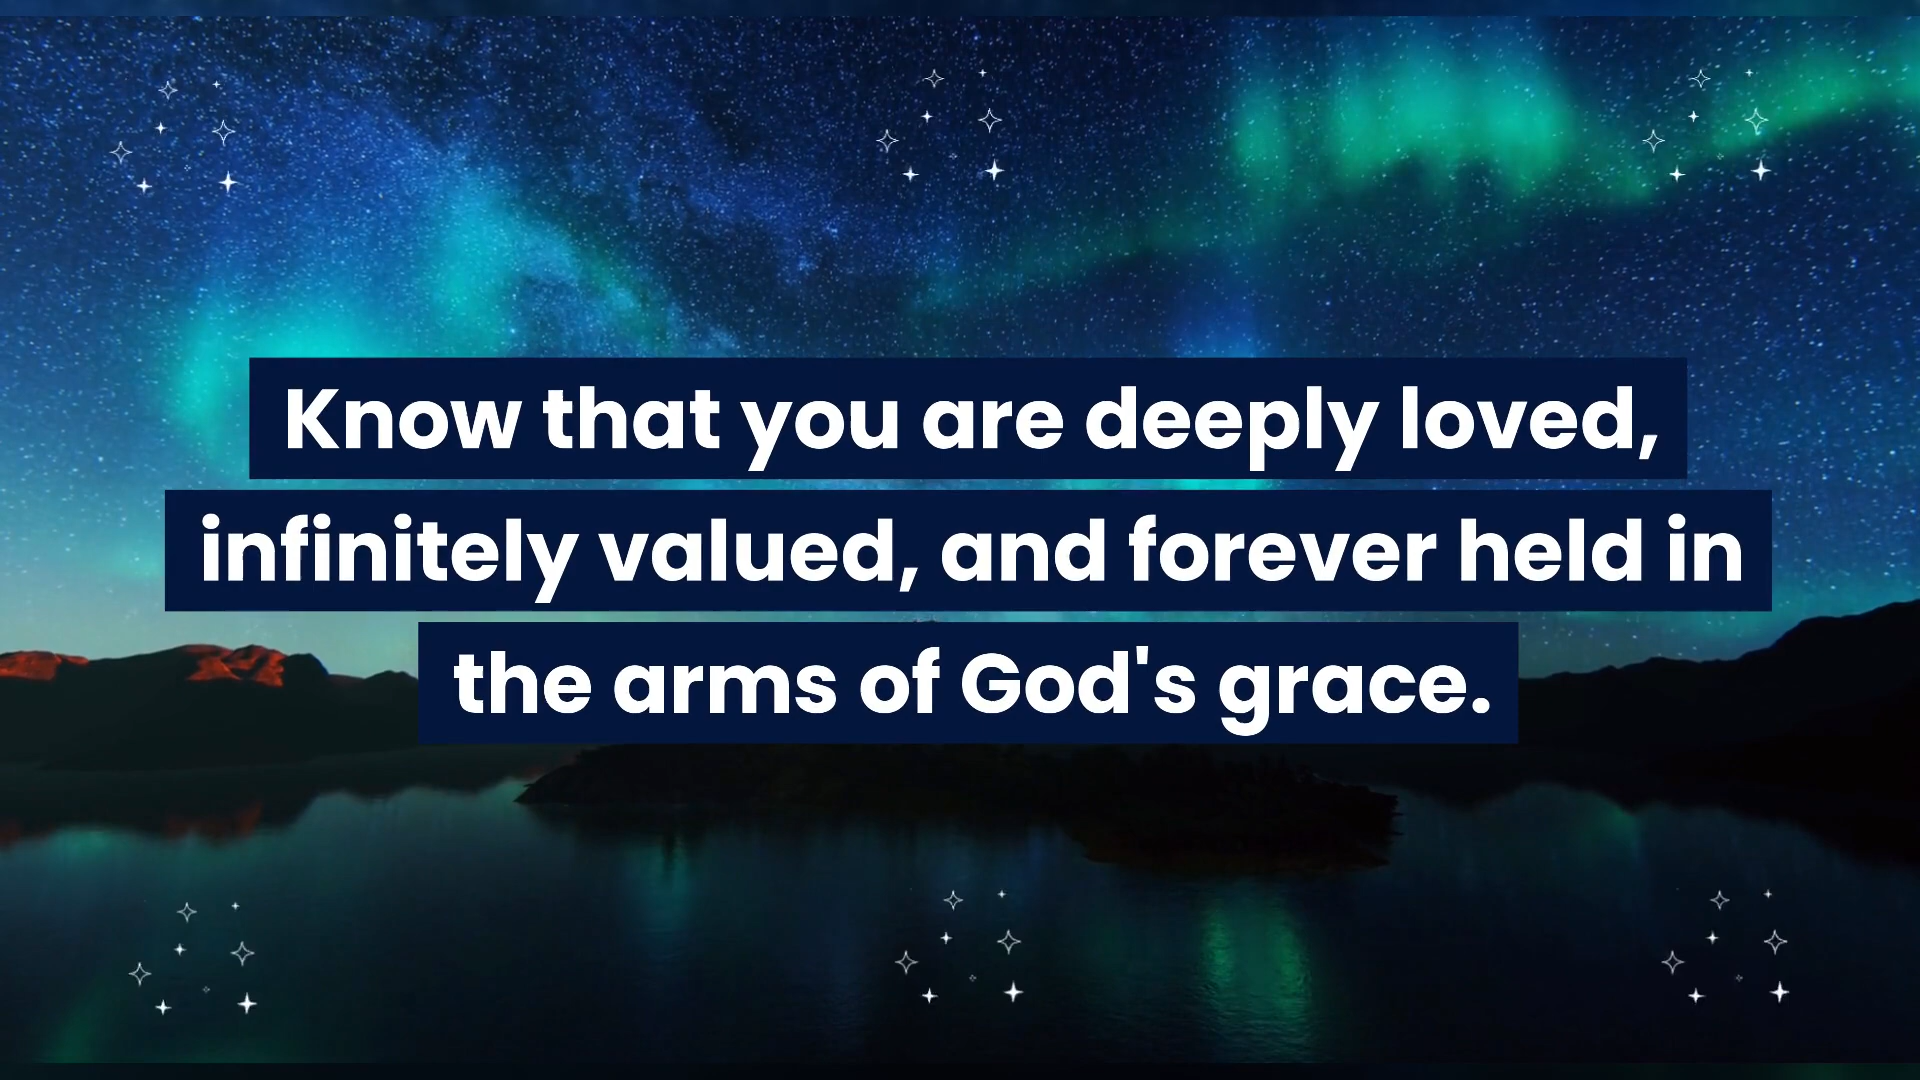 Know that you are deeply loved,
infinitely valued, and forever held in
the arms of God's grace.